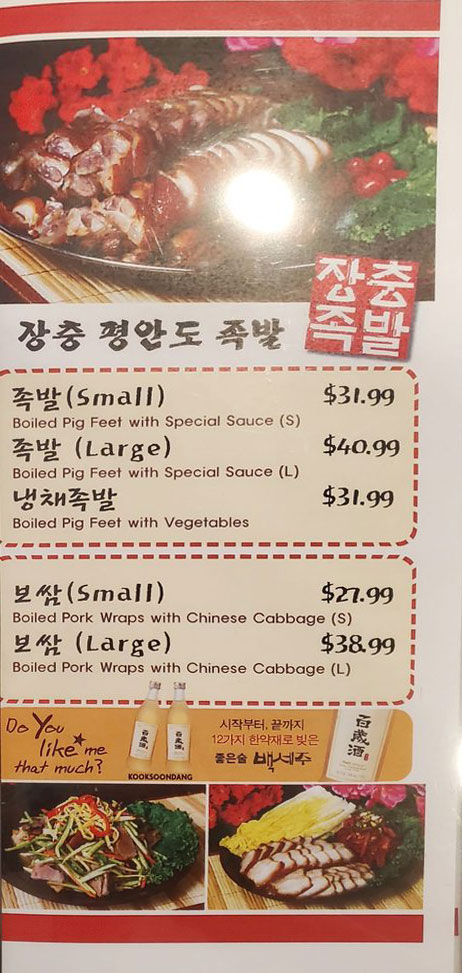 장충
족발
장충 평안도 족발
족발(Small) $31.99
Boiled Pig Feet with Special Sauce (S)
족발 (Large) $40.99
Boiled Pig Feet with Special Sauce (L)
냉채족발 $31.99
Boiled Pig Feet with Vegetables
보쌈(Small) $27.99
Boiled Pork Wraps with Chinese Cabbage (S)
보쌈 (Large) $38.99
Boiled Pork Wraps with Chinese Cabbage (L)
Do You
like me
that much?
百歲酒
百歲酒
KOOKSOONDANG
시작부터, 끝까지
12가지 한약재로 빚은
좋은술 백세주
百歲酒